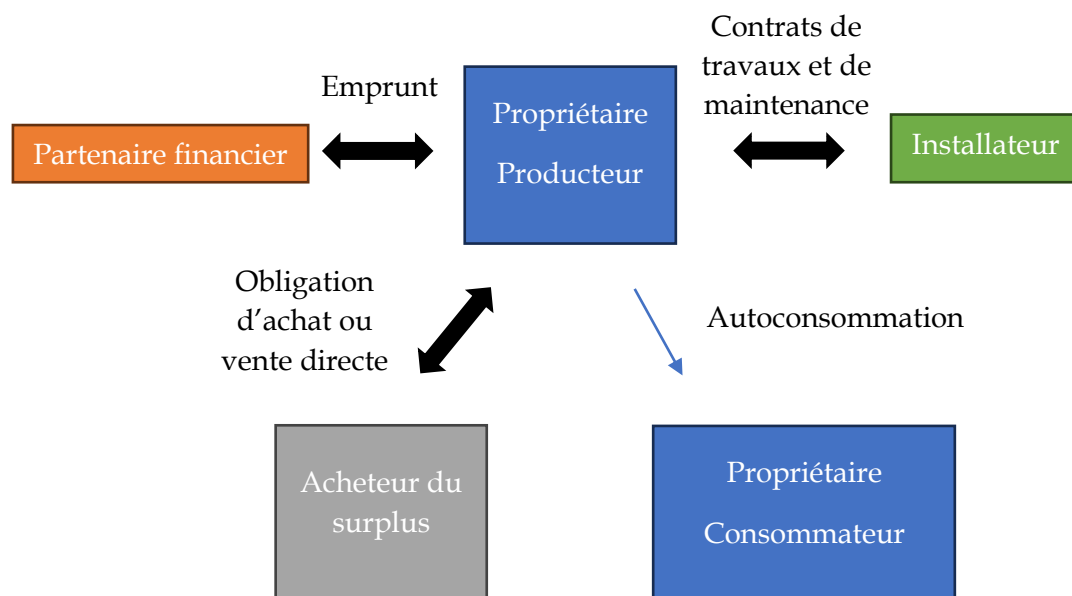 Contrats de
travaux et de
maintenance
Emprunt
Propriétaire
Producteur
Partenaire financier
Installateur
Obligation
d’achat ou
vente directe
Autoconsommation
Acheteur du
surplus
Propriétaire
Consommateur